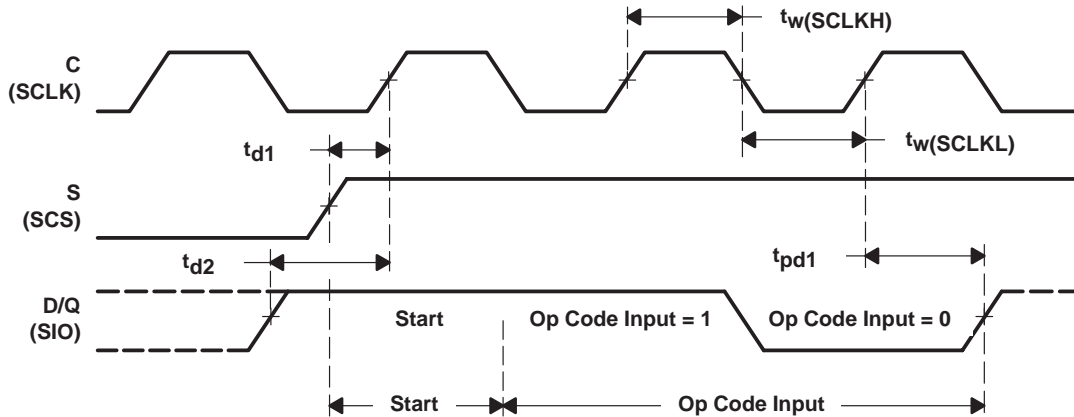 tw(SCLKH)
C
(SCLK)
td1
tw(SCLKL)
S
(SCS)
td2
tpd1
D/Q
(SIO)
Start
Op Code Input = 1
Op Code Input = 0
Start
Op Code Input